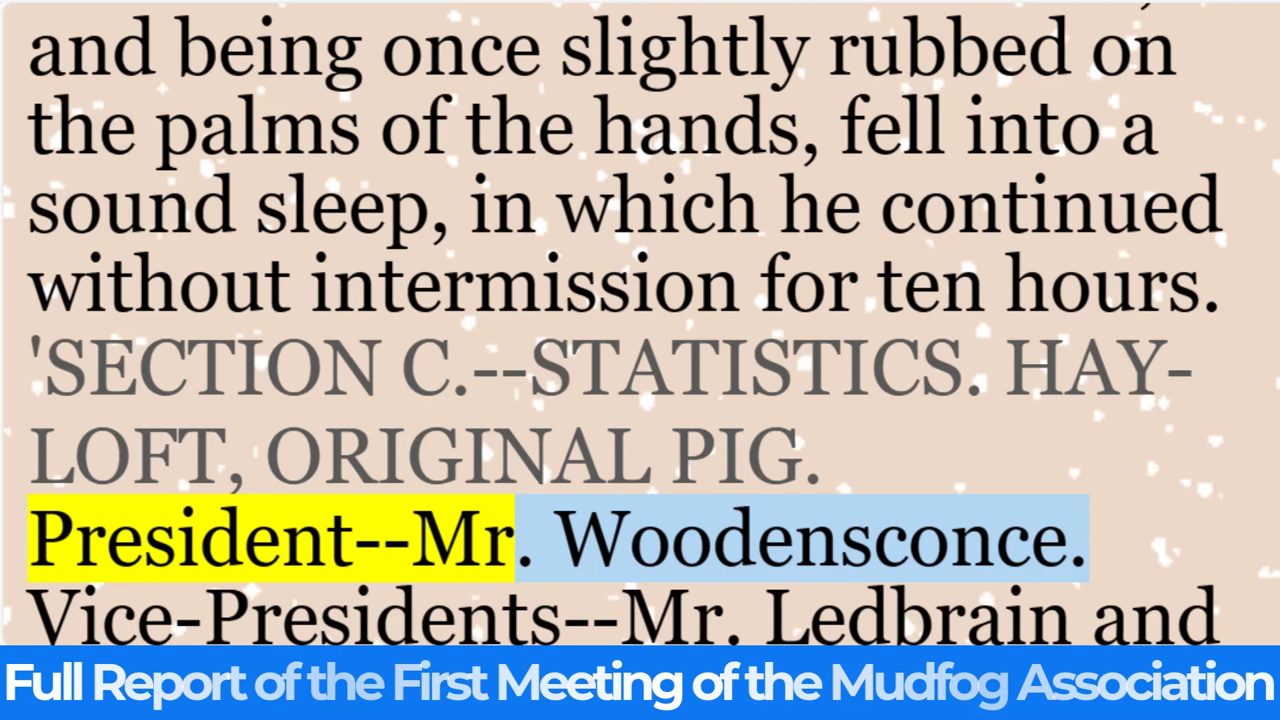 and being once slightly rubbed on
the palms of the hands, fell into a
sound sleep, in which he continued
without intermission for ten hours.
'SECTION C.--STATISTICS. HAY-
LOFT, ORIGINAL PIG.
President--Mr. Woodensconce.
Vice-Presidents--Mr. Ledbrain and
Full Report of the First Meeting of the Mudfog Association